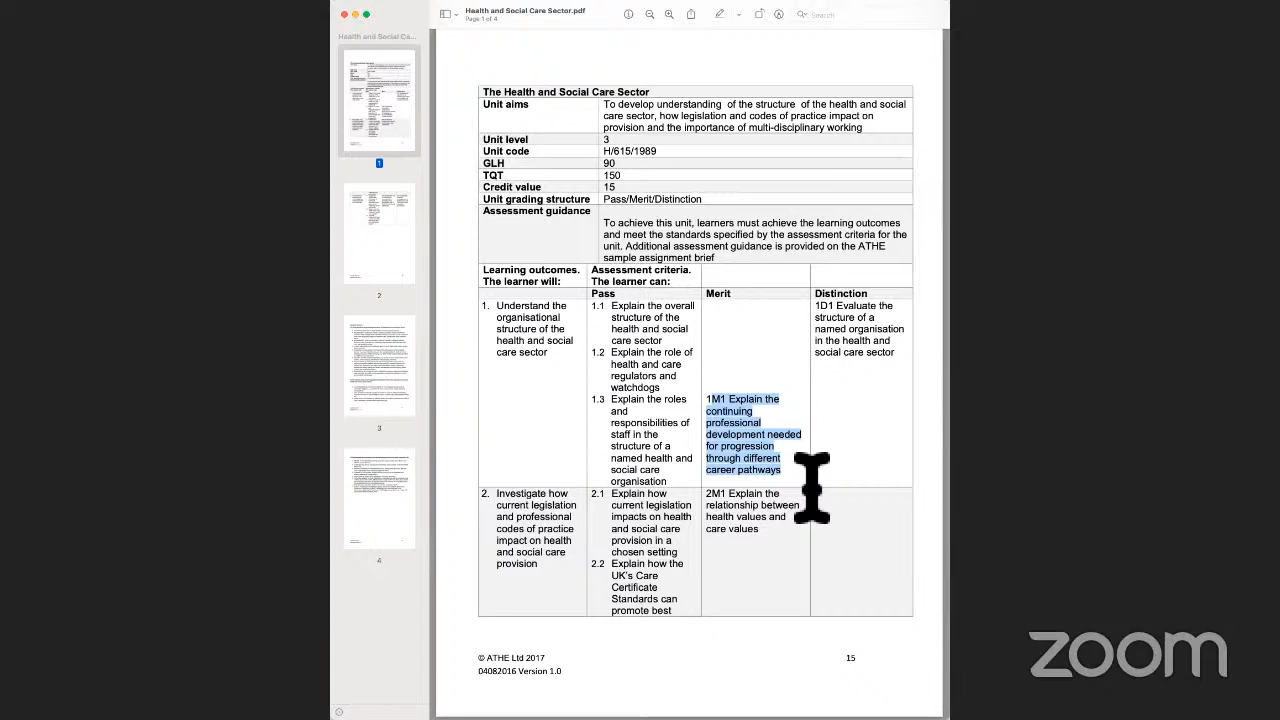 Health and Social Care Sector.pdf
Page 1 of 4
Search
Health and Social Ca...
1
2
3
4
The Health and Social Care Sector
Unit aims
To develop understanding of the structure of the health and social
care sector, how legislation and codes of practice impact on
provision and the importance of multi-disciplinary working
Unit level 3
Unit code H/615/1989
GLH 90
TQT 150
Credit value 15
Unit grading structure Pass/Merit/Distinction
Assessment guidance
To achieve this unit, learners must achieve the learning outcomes
and meet the standards specified by the assessment criteria for the
unit. Additional assessment guidance is provided on the ATHE
sample assignment brief
Learning outcomes.
The learner will:
Assessment criteria.
The learner can:
Pass Merit Distinction
1. Understand the
organisational
structure of the
health and social
care sector
1.1 Explain the overall
structure of the
health and social
care sector
1.2 Explain the role of
health and care
regulators and
watchdogs
1.3 Explain the roles
and
responsibilities of
staff in the
structure of a
named health and
social care
organisation
1M1 Explain the
continuing
professional
development needed
for progression
through different
career pathways
1D1 Evaluate the
structure of a
named organisation
in the health and
social care sector
2. Investigate how
current legislation
and professional
codes of practice
impact on health
and social care
provision
2.1 Explain how
current legislation
impacts on health
and social care
provision in a
chosen setting
2.2 Explain how the
UK's Care
Certificate
Standards can
promote best
2M1 Explain the
relationship between
health values and
care values
© ATHE Ltd 2017
15
04082016 Version 1.0
zoom